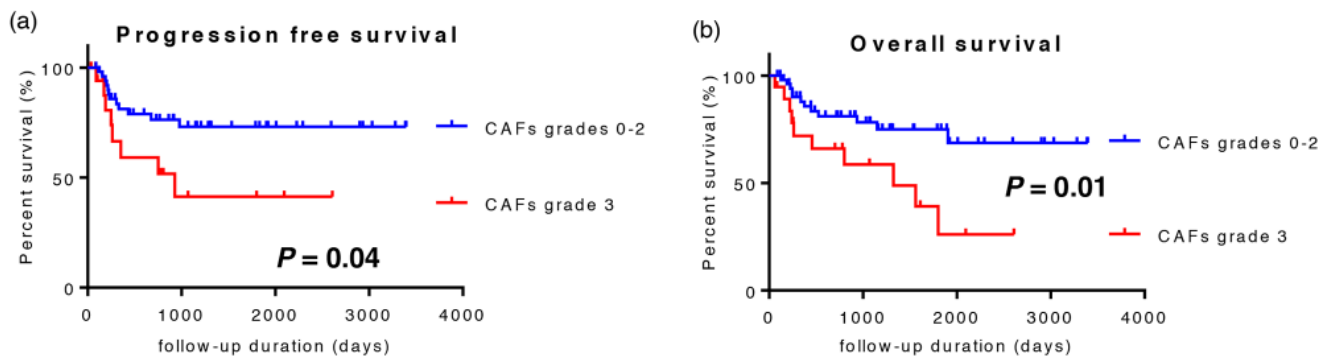 (a)
Progression free survival
Percent survival (%)
100
50
0
0 1000 2000 3000 4000
follow-up duration (days)
CAFs grades 0-2
CAFs grade 3
P = 0.04
(b)
Overall survival
Percent survival (%)
100
50
0
0 1000 2000 3000 4000
follow-up duration (days)
CAFs grades 0-2
P = 0.01
CAFs grade 3